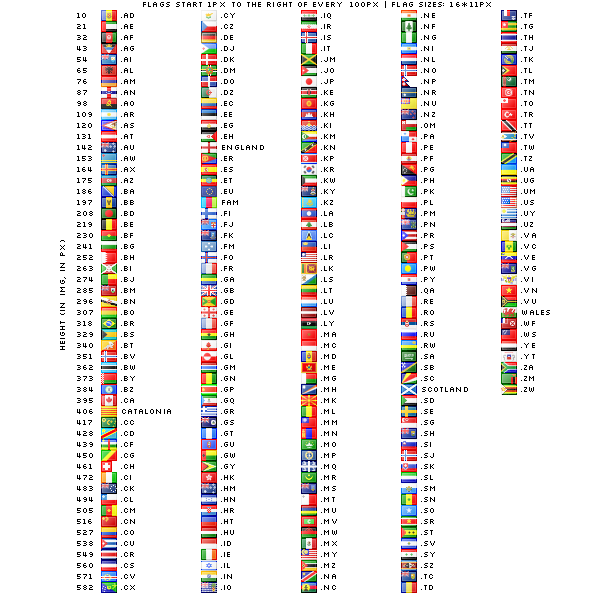 FLAGS START 1PX TO THE RIGHT OF EVERY 100PX | FLAG SIZES: 16*11PX
HEIGHT (IN IMG, IN PX)
10 .AD .CY .IQ .NE .TF
21 .AE .CZ .IR .NF .TG
32 .AF .DE .IS .NG .TH
43 .AG .DJ .IT .NI .TJ
54 .AI .DK .JM .NL .TK
65 .AL .DM .JO .NO .TL
76 .AM .DO .JP .NP .TM
87 .AN .DZ .KE .NR .TN
98 .AO .EC .KG .NU .TO
109 .AR .EE .KH .NZ .TR
120 .AS .EG .KI .OM .TT
131 .AT .EH .KM .PA .TV
142 .AU ENGLAND .KN .PE .TW
153 .AW .ER .KP .PF .TZ
164 .AX .ES .KR .PG .UA
175 .AZ .ET .KW .PH .UG
186 .BA .EU .KY .PK .UM
197 .BB .FAM .KZ .PL .US
208 .BD .FI .LA .PM .UY
219 .BE .FJ .LB .PN .UZ
230 .BF .FK .LC .PR .VA
241 .BG .FM .LI .PS .VC
252 .BH .FO .LR .PT .VE
263 .BI .FR .LK .PW .VG
274 .BJ .GA .LS .PY .VI
285 .BM .GB .LT .QA .VN
296 .BN .GD .LU .RE .VU
307 .BO .GE .LV .RO WALES
318 .BR .GF .LY .RS .WF
329 .BS .GH .MA .RU .WS
340 .BT .GI .MC .RW .YE
351 .BV .GL .MD .SA .YT
362 .BW .GM .ME .SB .ZA
373 .BY .GN .MG .SC .ZM
384 .BZ .GP .MH SCOTLAND .ZW
395 .CA .GQ .MK .SD
406 CATALONIA .GR .ML .SE
417 .CC .GS .MM .SG
428 .CD .GT .MN .SH
439 .CF .GU .MO .SI
450 .CG .GW .MP .SJ
461 .CH .GY .MQ .SK
472 .CI .HK .MR .SL
483 .CK .HM .MS .SM
494 .CL .HN .MT .SN
505 .CM .HR .MU .SO
516 .CN .HT .MV .SR
527 .CO .HU .MW .ST
538 .CU .ID .MX .SV
549 .CR .IE .MY .SY
560 .CS .IL .MZ .SZ
571 .CV .IN .NA .TC
582 .CX .IO .NC .TD